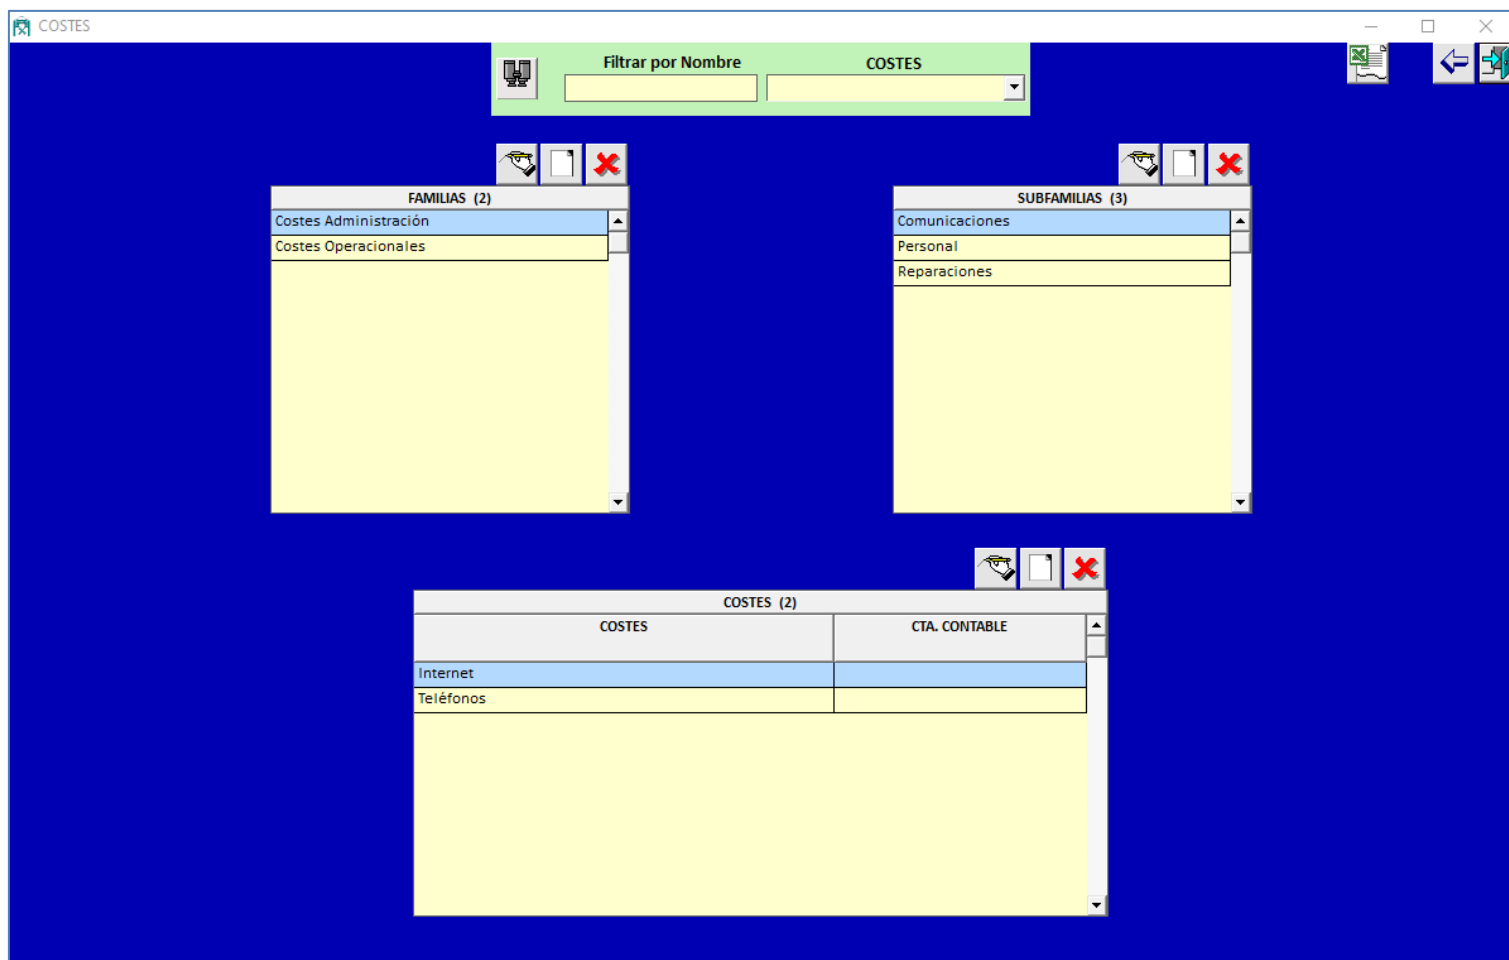 COSTES
Filtrar por Nombre COSTES
FAMILIAS (2)
Costes Administración
Costes Operacionales
SUBFAMILIAS (3)
Comunicaciones
Personal
Reparaciones
COSTES (2)
COSTES CTA. CONTABLE
Internet
Teléfonos